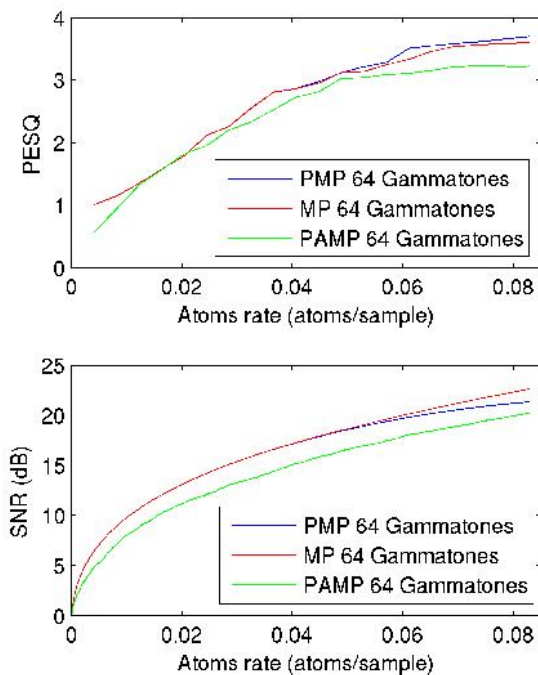 4
3
2
1
0
PESQ
PMP 64 Gammatones
MP 64 Gammatones
PAMP 64 Gammatones
0 0.02 0.04 0.06 0.08
Atoms rate (atoms/sample)
25
20
15
10
5
0
SNR (dB)
PMP 64 Gammatones
MP 64 Gammatones
PAMP 64 Gammatones
0 0.02 0.04 0.06 0.08
Atoms rate (atoms/sample)